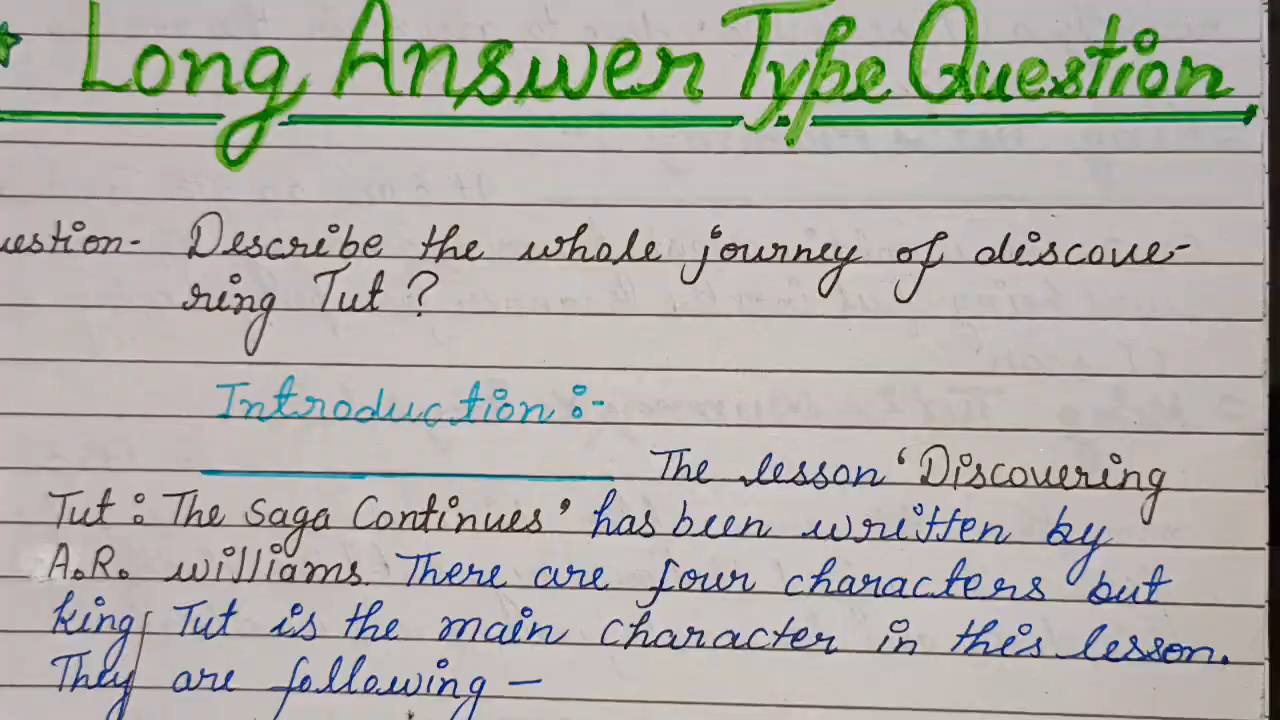 Long Answer Type Question
uestion- Describe the whole journey of discove-
ring Tut ?
Introduction :-
The lesson ‘Discovering
Tut : The Saga Continues’ has been written by
A.R. williams. There are four characters but
king Tut is the main character in this lesson.
They are following –